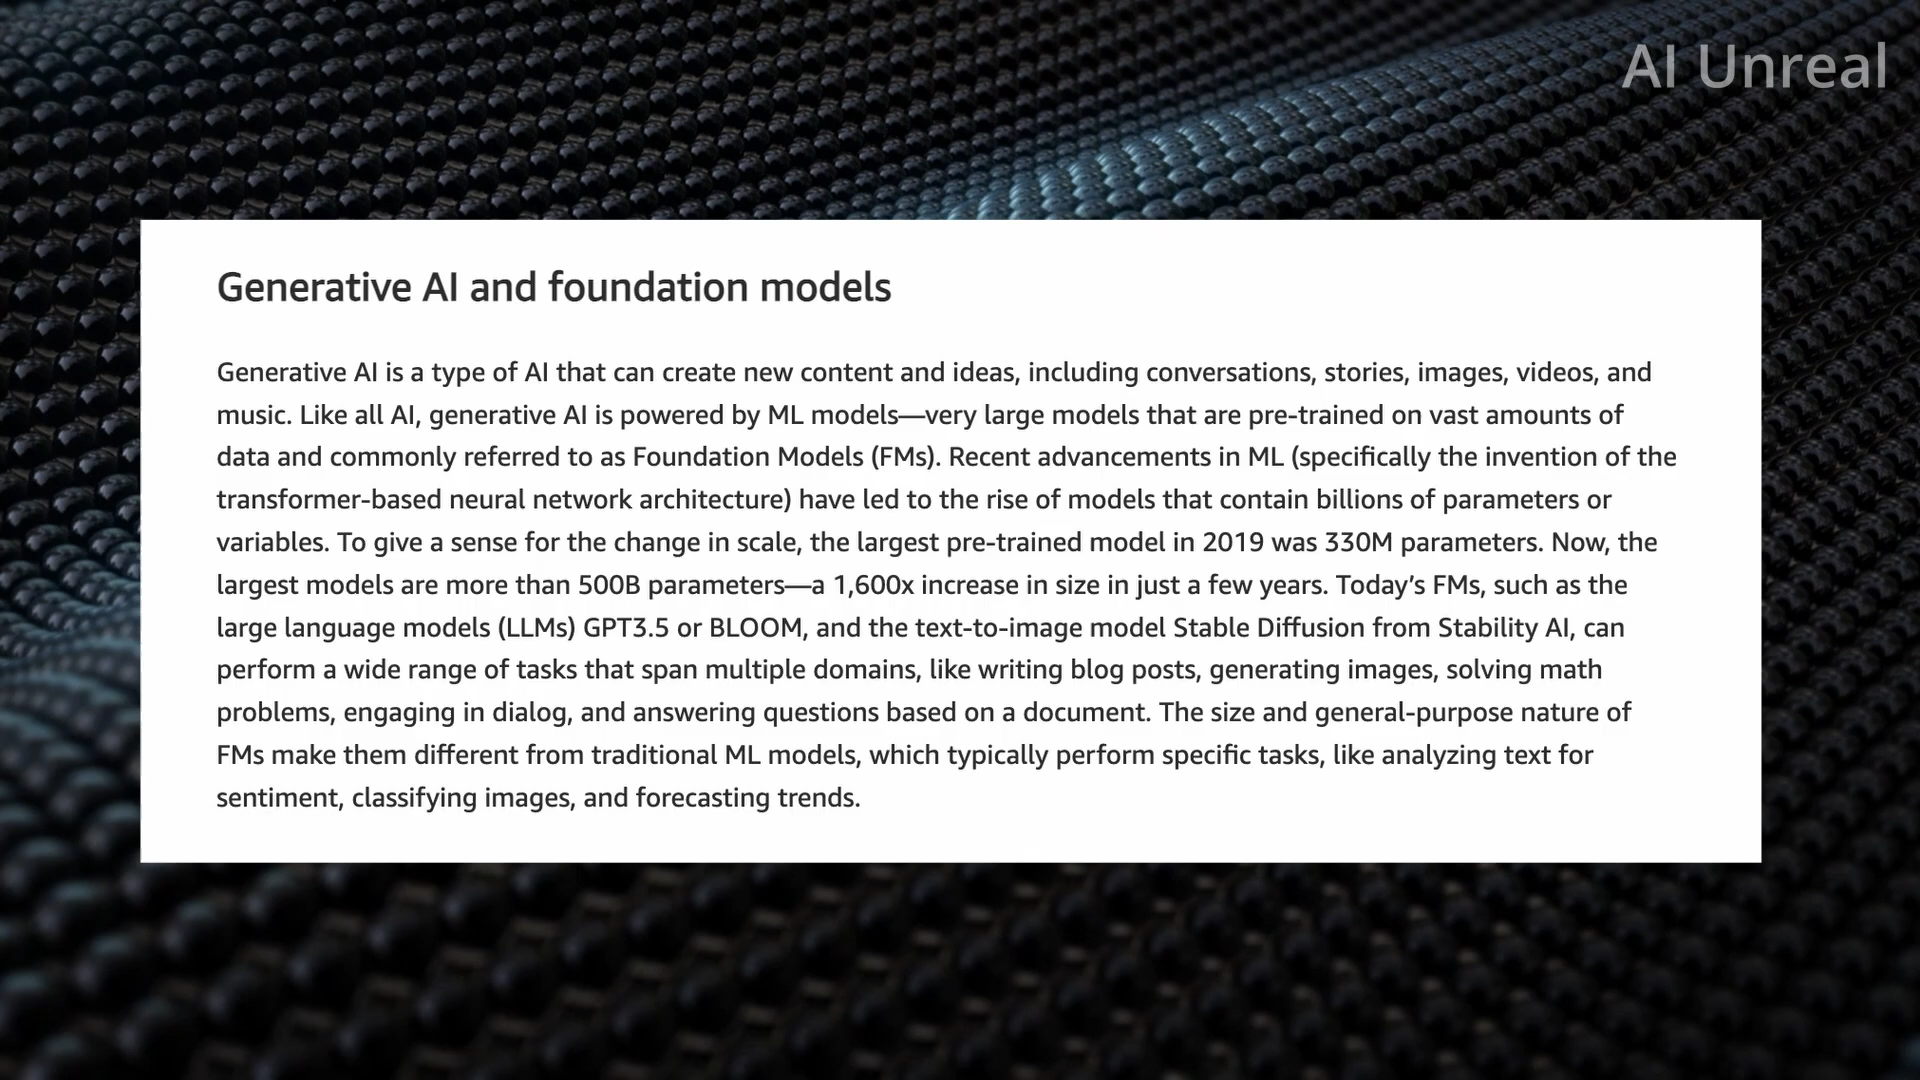 AI Unreal
Generative AI and foundation models
Generative AI is a type of AI that can create new content and ideas, including conversations, stories, images, videos, and
music. Like all AI, generative AI is powered by ML models—very large models that are pre-trained on vast amounts of
data and commonly referred to as Foundation Models (FMs). Recent advancements in ML (specifically the invention of the
transformer-based neural network architecture) have led to the rise of models that contain billions of parameters or
variables. To give a sense for the change in scale, the largest pre-trained model in 2019 was 330M parameters. Now, the
largest models are more than 500B parameters—a 1,600x increase in size in just a few years. Today’s FMs, such as the
large language models (LLMs) GPT3.5 or BLOOM, and the text-to-image model Stable Diffusion from Stability AI, can
perform a wide range of tasks that span multiple domains, like writing blog posts, generating images, solving math
problems, engaging in dialog, and answering questions based on a document. The size and general-purpose nature of
FMs make them different from traditional ML models, which typically perform specific tasks, like analyzing text for
sentiment, classifying images, and forecasting trends.